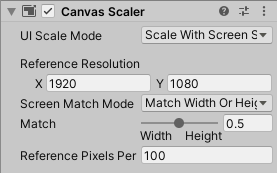 Canvas Scaler
UI Scale Mode Scale With Screen S
Reference Resolution
X 1920 Y 1080
Screen Match Mode Match Width Or Heig
Match 0.5
Width Height
Reference Pixels Per 100